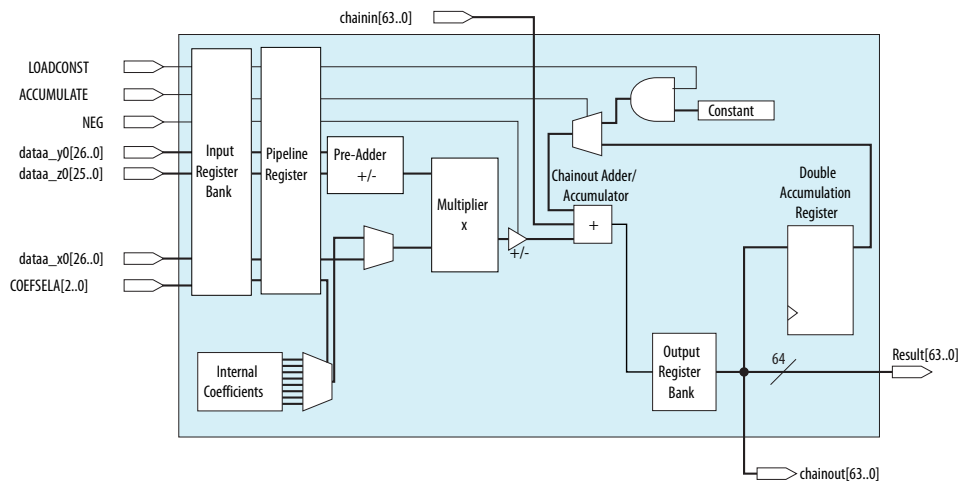 chainin[63..0]
LOADCONST
ACCUMULATE
NEG
dataa_y0[26..0]
dataa_z0[25..0]
dataa_x0[26..0]
COEFSELA[2..0]
Input
Register
Bank
Pipeline
Register
Pre-Adder
+/-
Multiplier
x
+/-
Constant
Chainout Adder/
Accumulator
+
Double
Accumulation
Register
Internal
Coefficients
Output
Register
Bank
64
Result[63..0]
chainout[63..0]